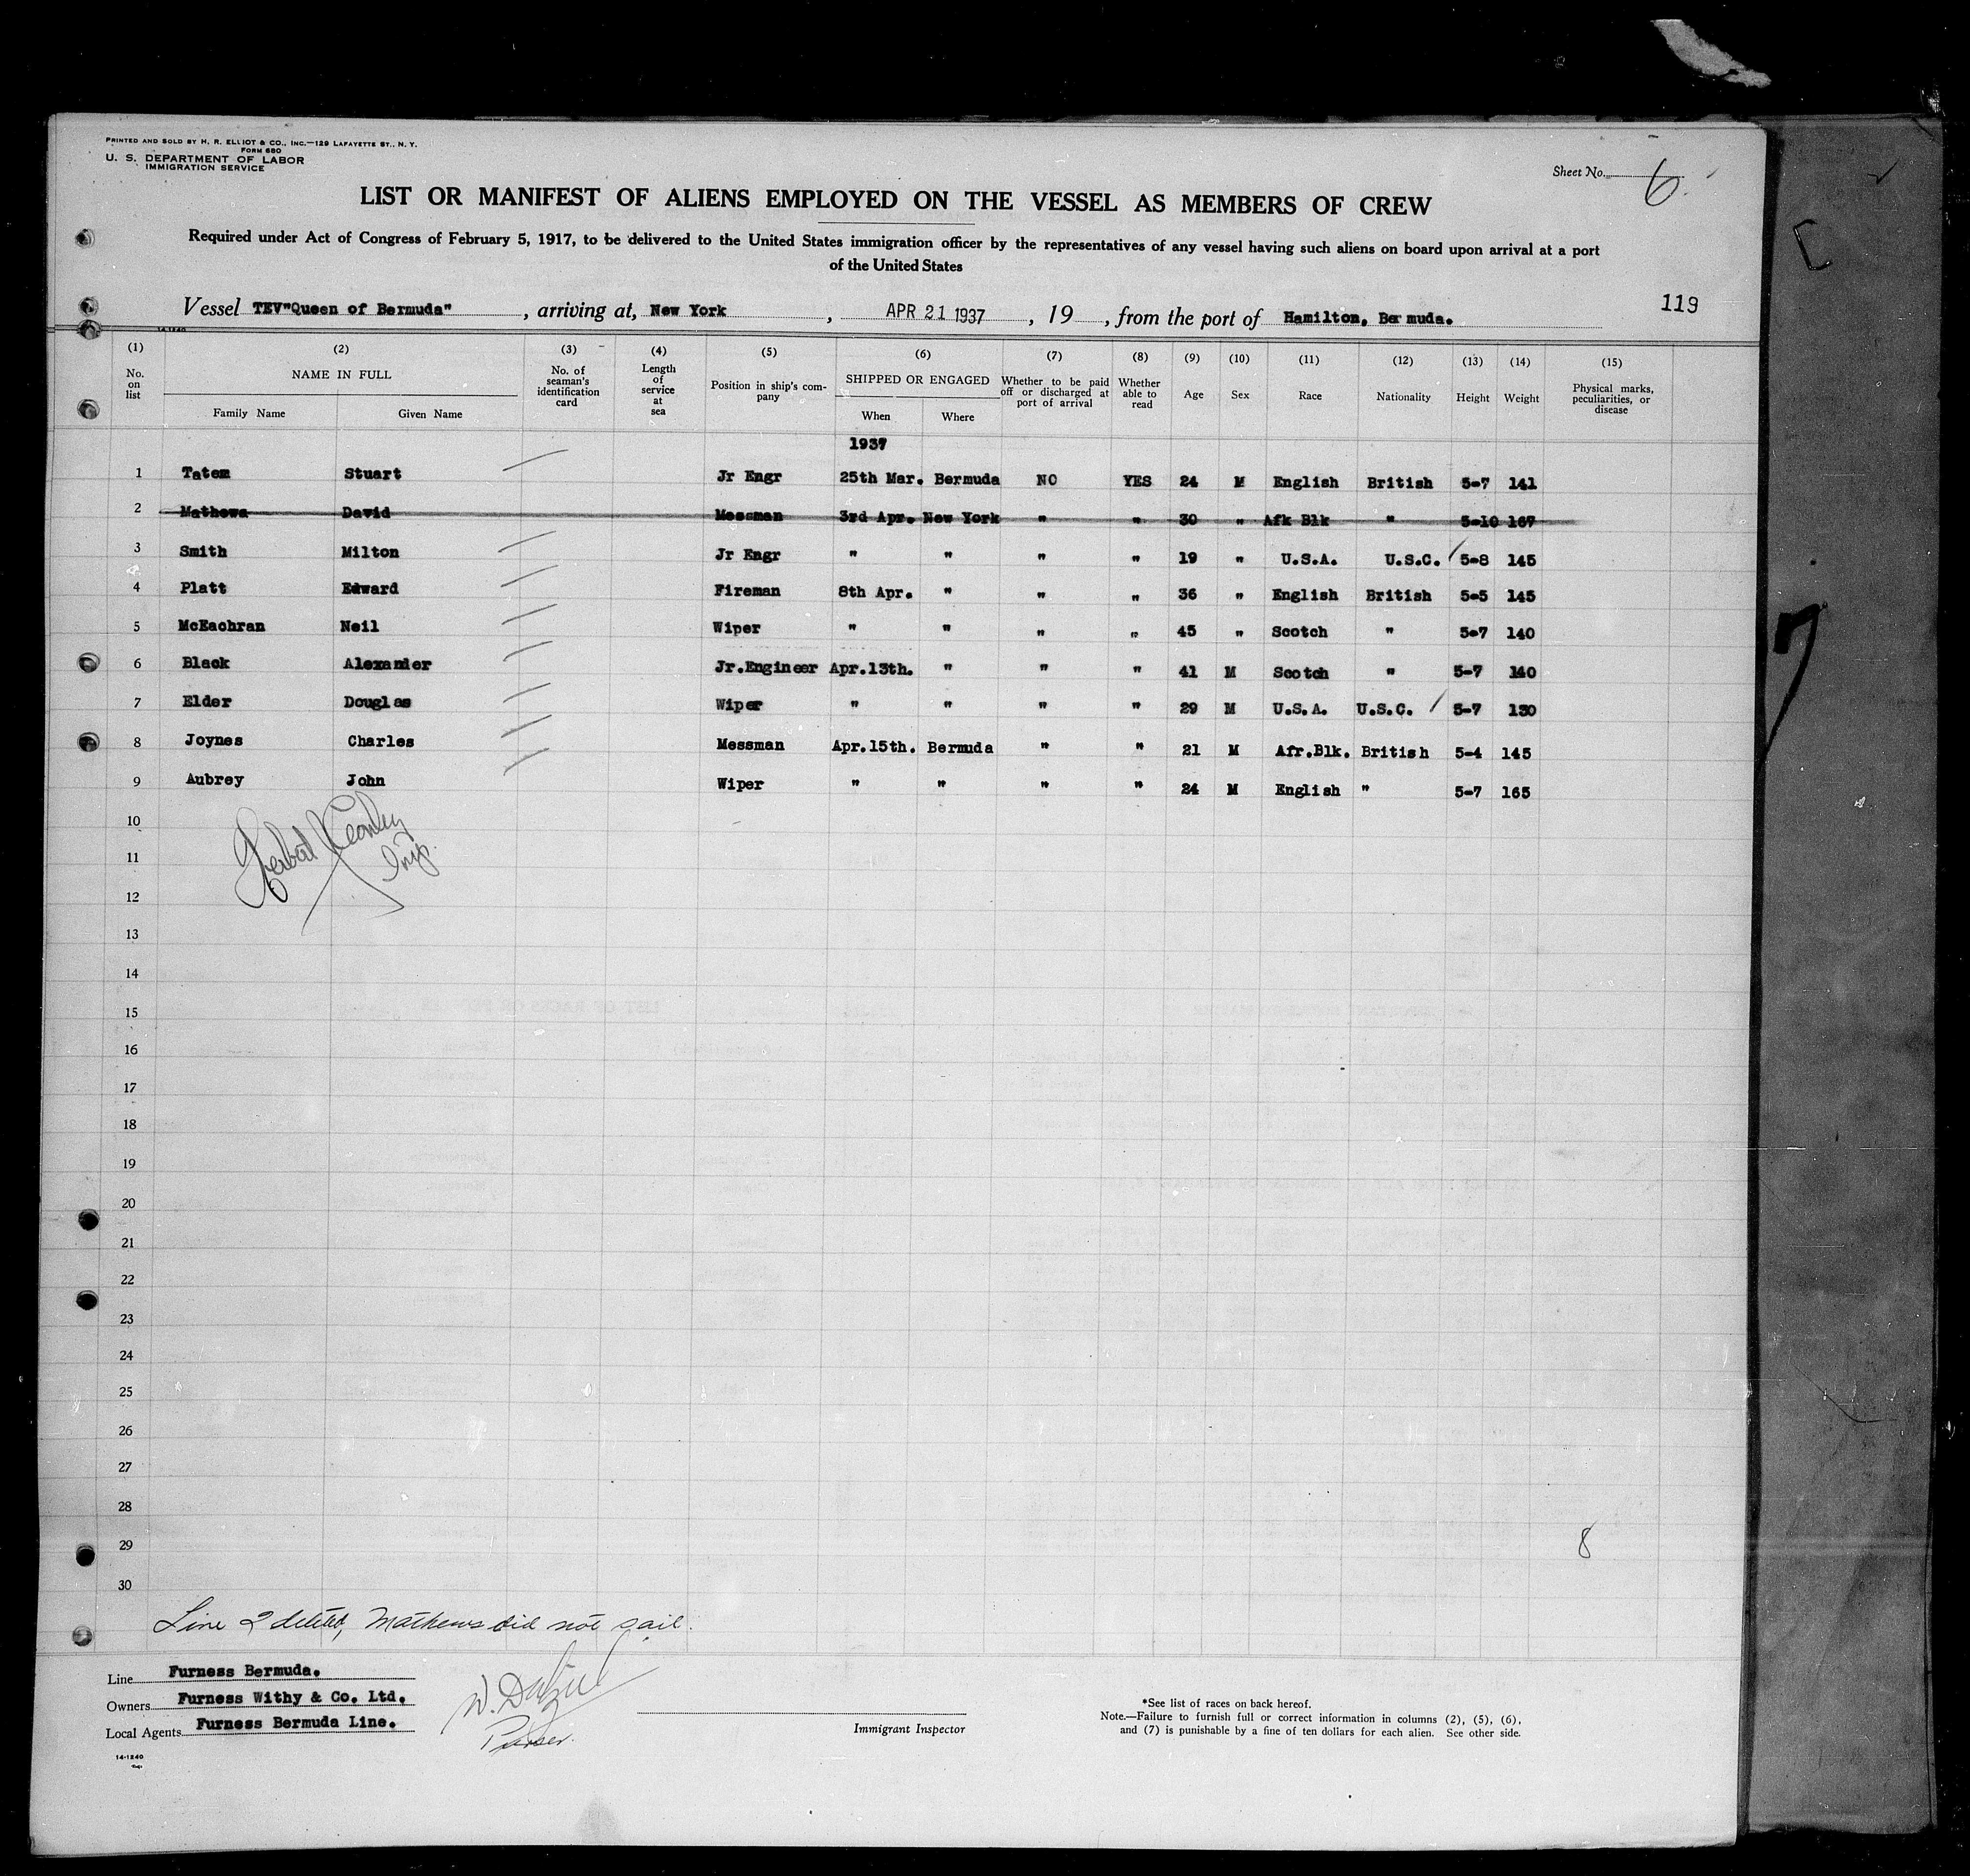 PRINTED AND SOLD BY H. R. ELLIOT & CO., INC.—129 LAFAYETTE ST., N. Y.
FORM 680
U. S. DEPARTMENT OF LABOR
IMMIGRATION SERVICE
Sheet No. 6
LIST OR MANIFEST OF ALIENS EMPLOYED ON THE VESSEL AS MEMBERS OF CREW
Required under Act of Congress of February 5, 1917, to be delivered to the United States immigration officer by the representatives of any vessel having such aliens on board upon arrival at a port
of the United States
119
Vessel TEV"Queen of Bermuda", arriving at, New York, APR 21 1937, 19 , from the port of Hamilton, Bermuda.
14-1240
(1) (2) (3) (4) (5) (6) (7) (8) (9) (10) (11) (12) (13) (14) (15)
No. on list NAME IN FULL Family Name Given Name No. of seaman's identification card Length of service at sea Position in ship's company SHIPPED OR ENGAGED When Where Whether to be paid off or discharged at port of arrival Whether able to read Age Sex Race Nationality Height Weight Physical marks, peculiarities, or disease
1937
1 Tatem Stuart Jr Engr 25th Mar. Bermuda NO YES 24 M English British 5-7 141
2 Mathews David Messman 3rd Apr. New York " " 30 " Afk Blk " 5-10 167
3 Smith Milton Jr Engr " " " " 19 " U.S.A. U.S.C. 5-8 145
4 Platt Edward Fireman 8th Apr. " " " 36 " English British 5-5 145
5 McEachran Neil Wiper " " " " 45 " Scotch " 5-7 140
6 Black Alexander Jr.Engineer Apr.13th. " " " 41 M Scotch " 5-7 140
7 Elder Douglas Wiper " " " " 29 M U.S.A. U.S.C. 5-7 130
8 Joynes Charles Messman Apr.15th. Bermuda " " 21 M Afr.Blk. British 5-4 145
9 Aubrey John Wiper " " " " 24 M English " 5-7 165
10
11
12
13
14
15
16
17
18
19
20
21
22
23
24
25
26
27
28
29 8
30
Line 2 deleted, Mathews did not sail.
Line Furness Bermuda.
Owners Furness Withy & Co. Ltd.
Local Agents Furness Bermuda Line.
14-1240
Purser.
Immigrant Inspector
*See list of races on back hereof.
Note.—Failure to furnish full or correct information in columns (2), (5), (6),
and (7) is punishable by a fine of ten dollars for each alien. See other side.